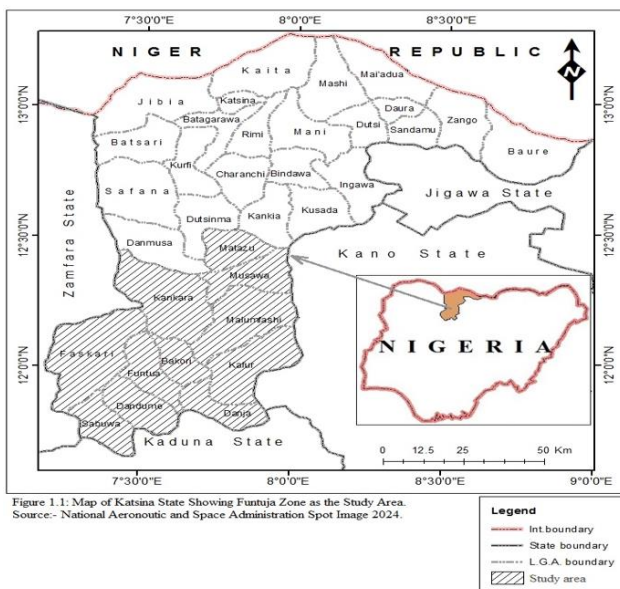 7°30'0"E 8°0'0"E 8°30'0"E
NIGER REPUBLIC
N
13°0'0"N
12°30'0"N
12°0'0"N
13°0'0"N
12°30'0"N
12°0'0"N
Kaita
Mashi
Mai'adua
Jibia
Katsina
Daura
Zango
Batagarawa
Rimi
Mani
Dutsi
Sandamu
Baure
Batsari
Kurfi
Charanchi
Bindawa
Ingawa
Safana
Dutsinma
Kankia
Kusada
Jigawa State
Danmusa
Matazu
Kano State
Zamfara State
Musawa
Kankara
Malumfashi
Faskari
Bakori
Kafur
Funtua
Dandume
Danja
Sabuwa
Kaduna State
NIGERIA
0 12.5 25 50 Km
7°30'0"E 8°0'0"E 8°30'0"E 9°0'0"E
Figure 1.1: Map of Katsina State Showing Funtuja Zone as the Study Area.
Source:- National Aeronoutic and Space Administration Spot Image 2024.
Legend
Int.boundary
State boundary
L.G.A. boundary
Study area